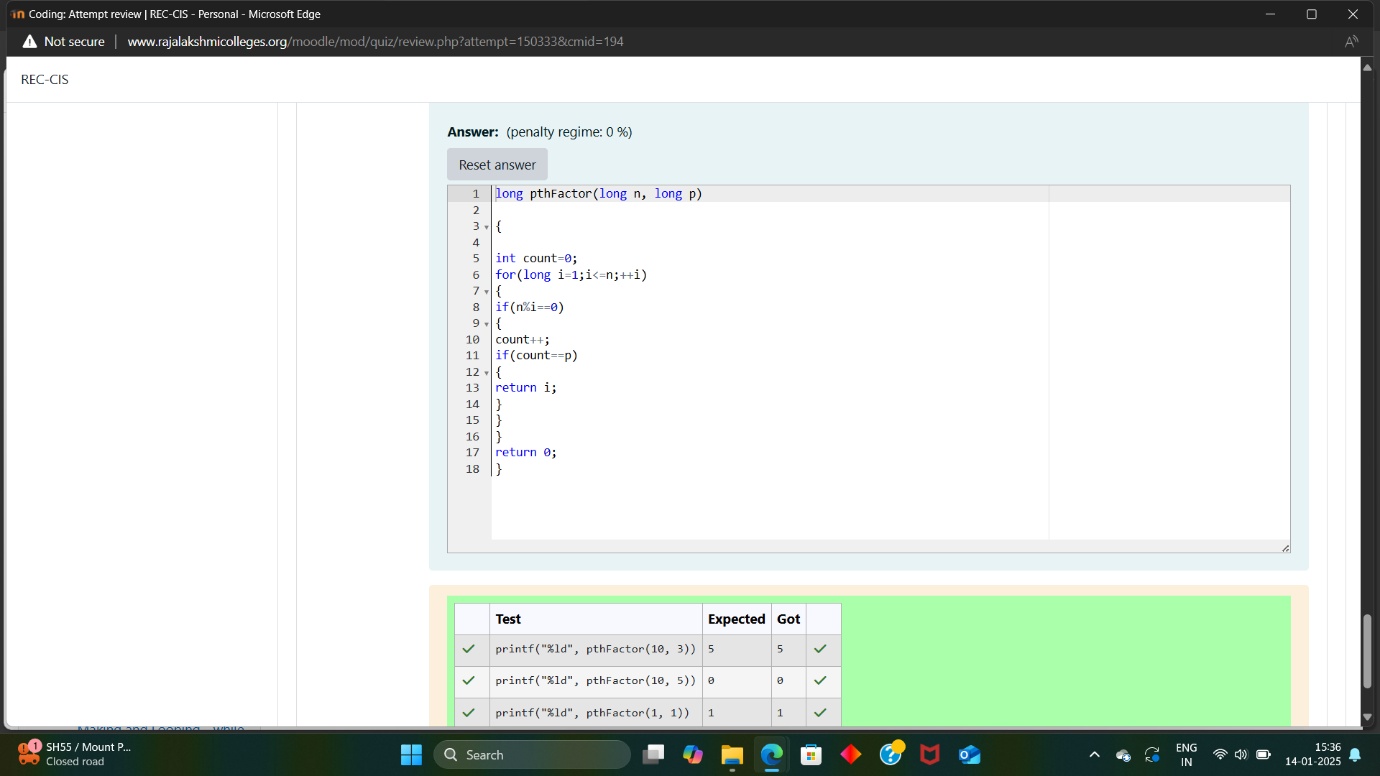 Coding: Attempt review | REC-CIS - Personal - Microsoft Edge
Not secure | www.rajalakshmicolleges.org/moodle/mod/quiz/review.php?attempt=150333&cmid=194
REC-CIS
Answer: (penalty regime: 0 %)
Reset answer
1 long pthFactor(long n, long p)
2
3 {
4
5 int count=0;
6 for(long i=1;i<=n;++i)
7 {
8 if(n%i==0)
9 {
10 count++;
11 if(count==p)
12 {
13 return i;
14 }
15 }
16 }
17 return 0;
18 }
Test Expected Got
printf("%ld", pthFactor(10, 3)) 5 5
printf("%ld", pthFactor(10, 5)) 0 0
printf("%ld", pthFactor(1, 1)) 1 1
1
SH55 / Mount P...
Closed road
Search
ENG
IN
15:36
14-01-2025